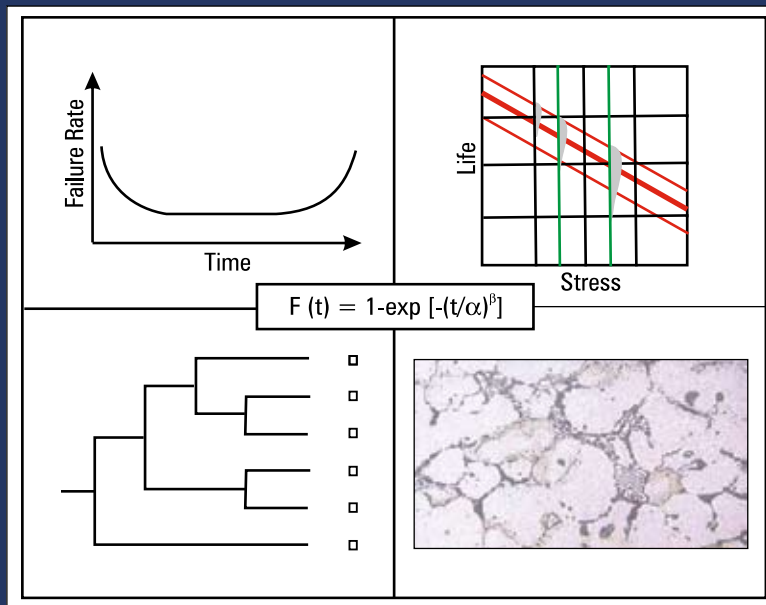 Failure Rate
Time
Life
Stress
F (t) = 1-exp [-(t/α)^β]